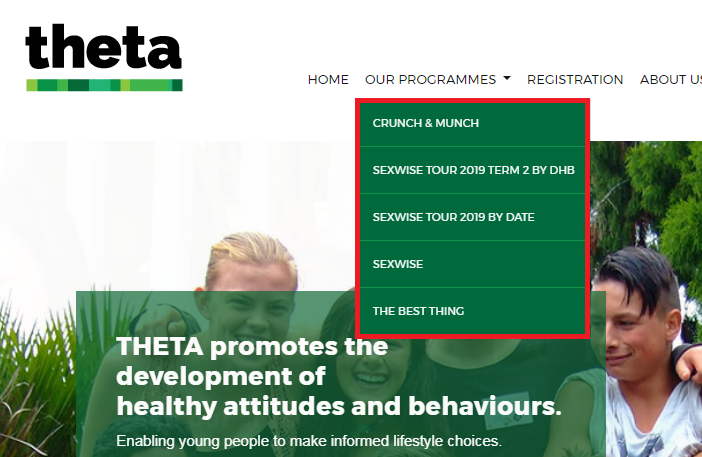 theta
HOME OUR PROGRAMMES REGISTRATION ABOUT US
CRUNCH & MUNCH
SEXWISE TOUR 2019 TERM 2 BY DHB
SEXWISE TOUR 2019 BY DATE
SEXWISE
THE BEST THING
THETA promotes the
development of
healthy attitudes and behaviours.
Enabling young people to make informed lifestyle choices.